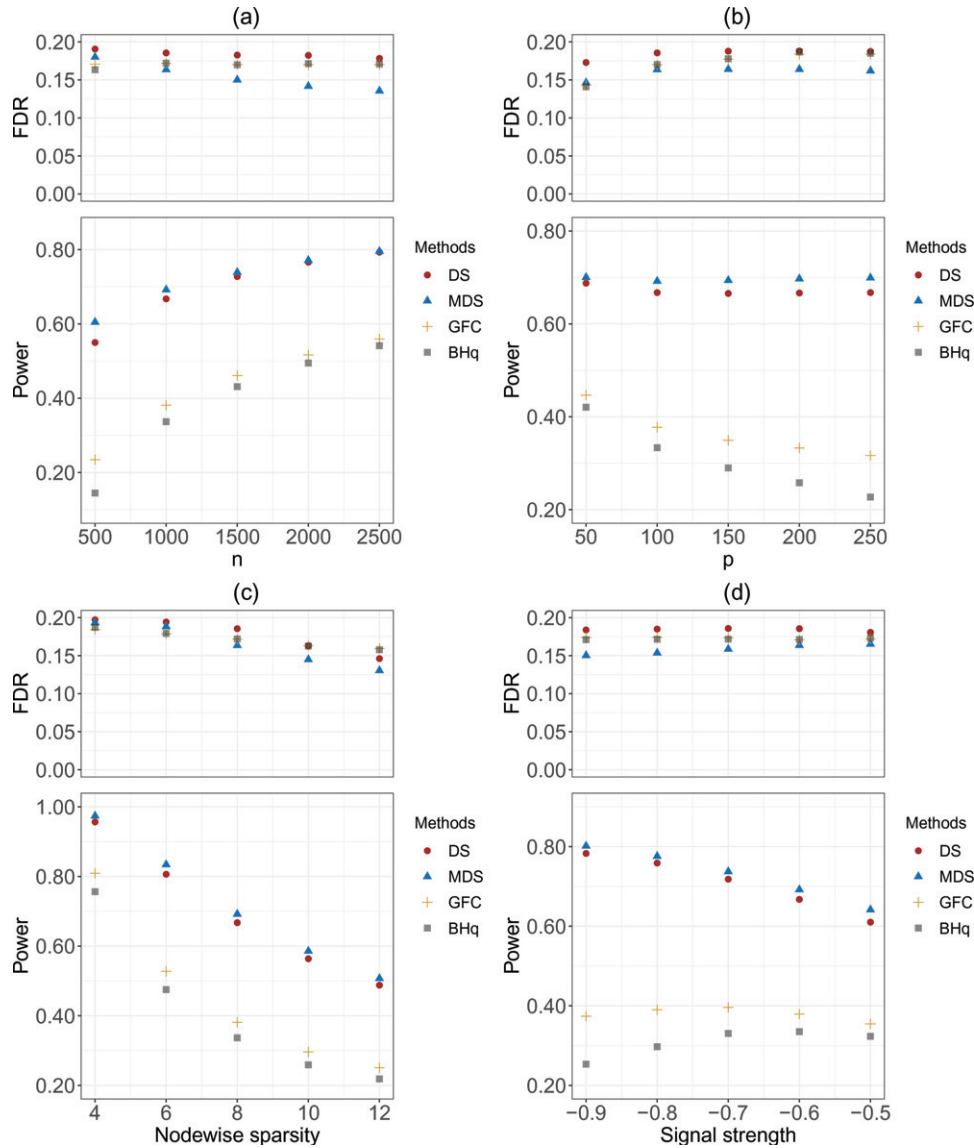 (a)
FDR
0.20
0.15
0.10
0.05
0.00
Power
0.80
0.60
0.40
0.20
500 1000 1500 2000 2500
n
Methods
DS
MDS
GFC
BHq
(b)
FDR
0.20
0.15
0.10
0.05
0.00
Power
0.80
0.60
0.40
0.20
50 100 150 200 250
p
Methods
DS
MDS
GFC
BHq
(c)
FDR
0.20
0.15
0.10
0.05
0.00
Power
1.00
0.80
0.60
0.40
0.20
4 6 8 10 12
Nodewise sparsity
Methods
DS
MDS
GFC
BHq
(d)
FDR
0.20
0.15
0.10
0.05
0.00
Power
0.80
0.60
0.40
0.20
−0.9 −0.8 −0.7 −0.6 −0.5
Signal strength
Methods
DS
MDS
GFC
BHq